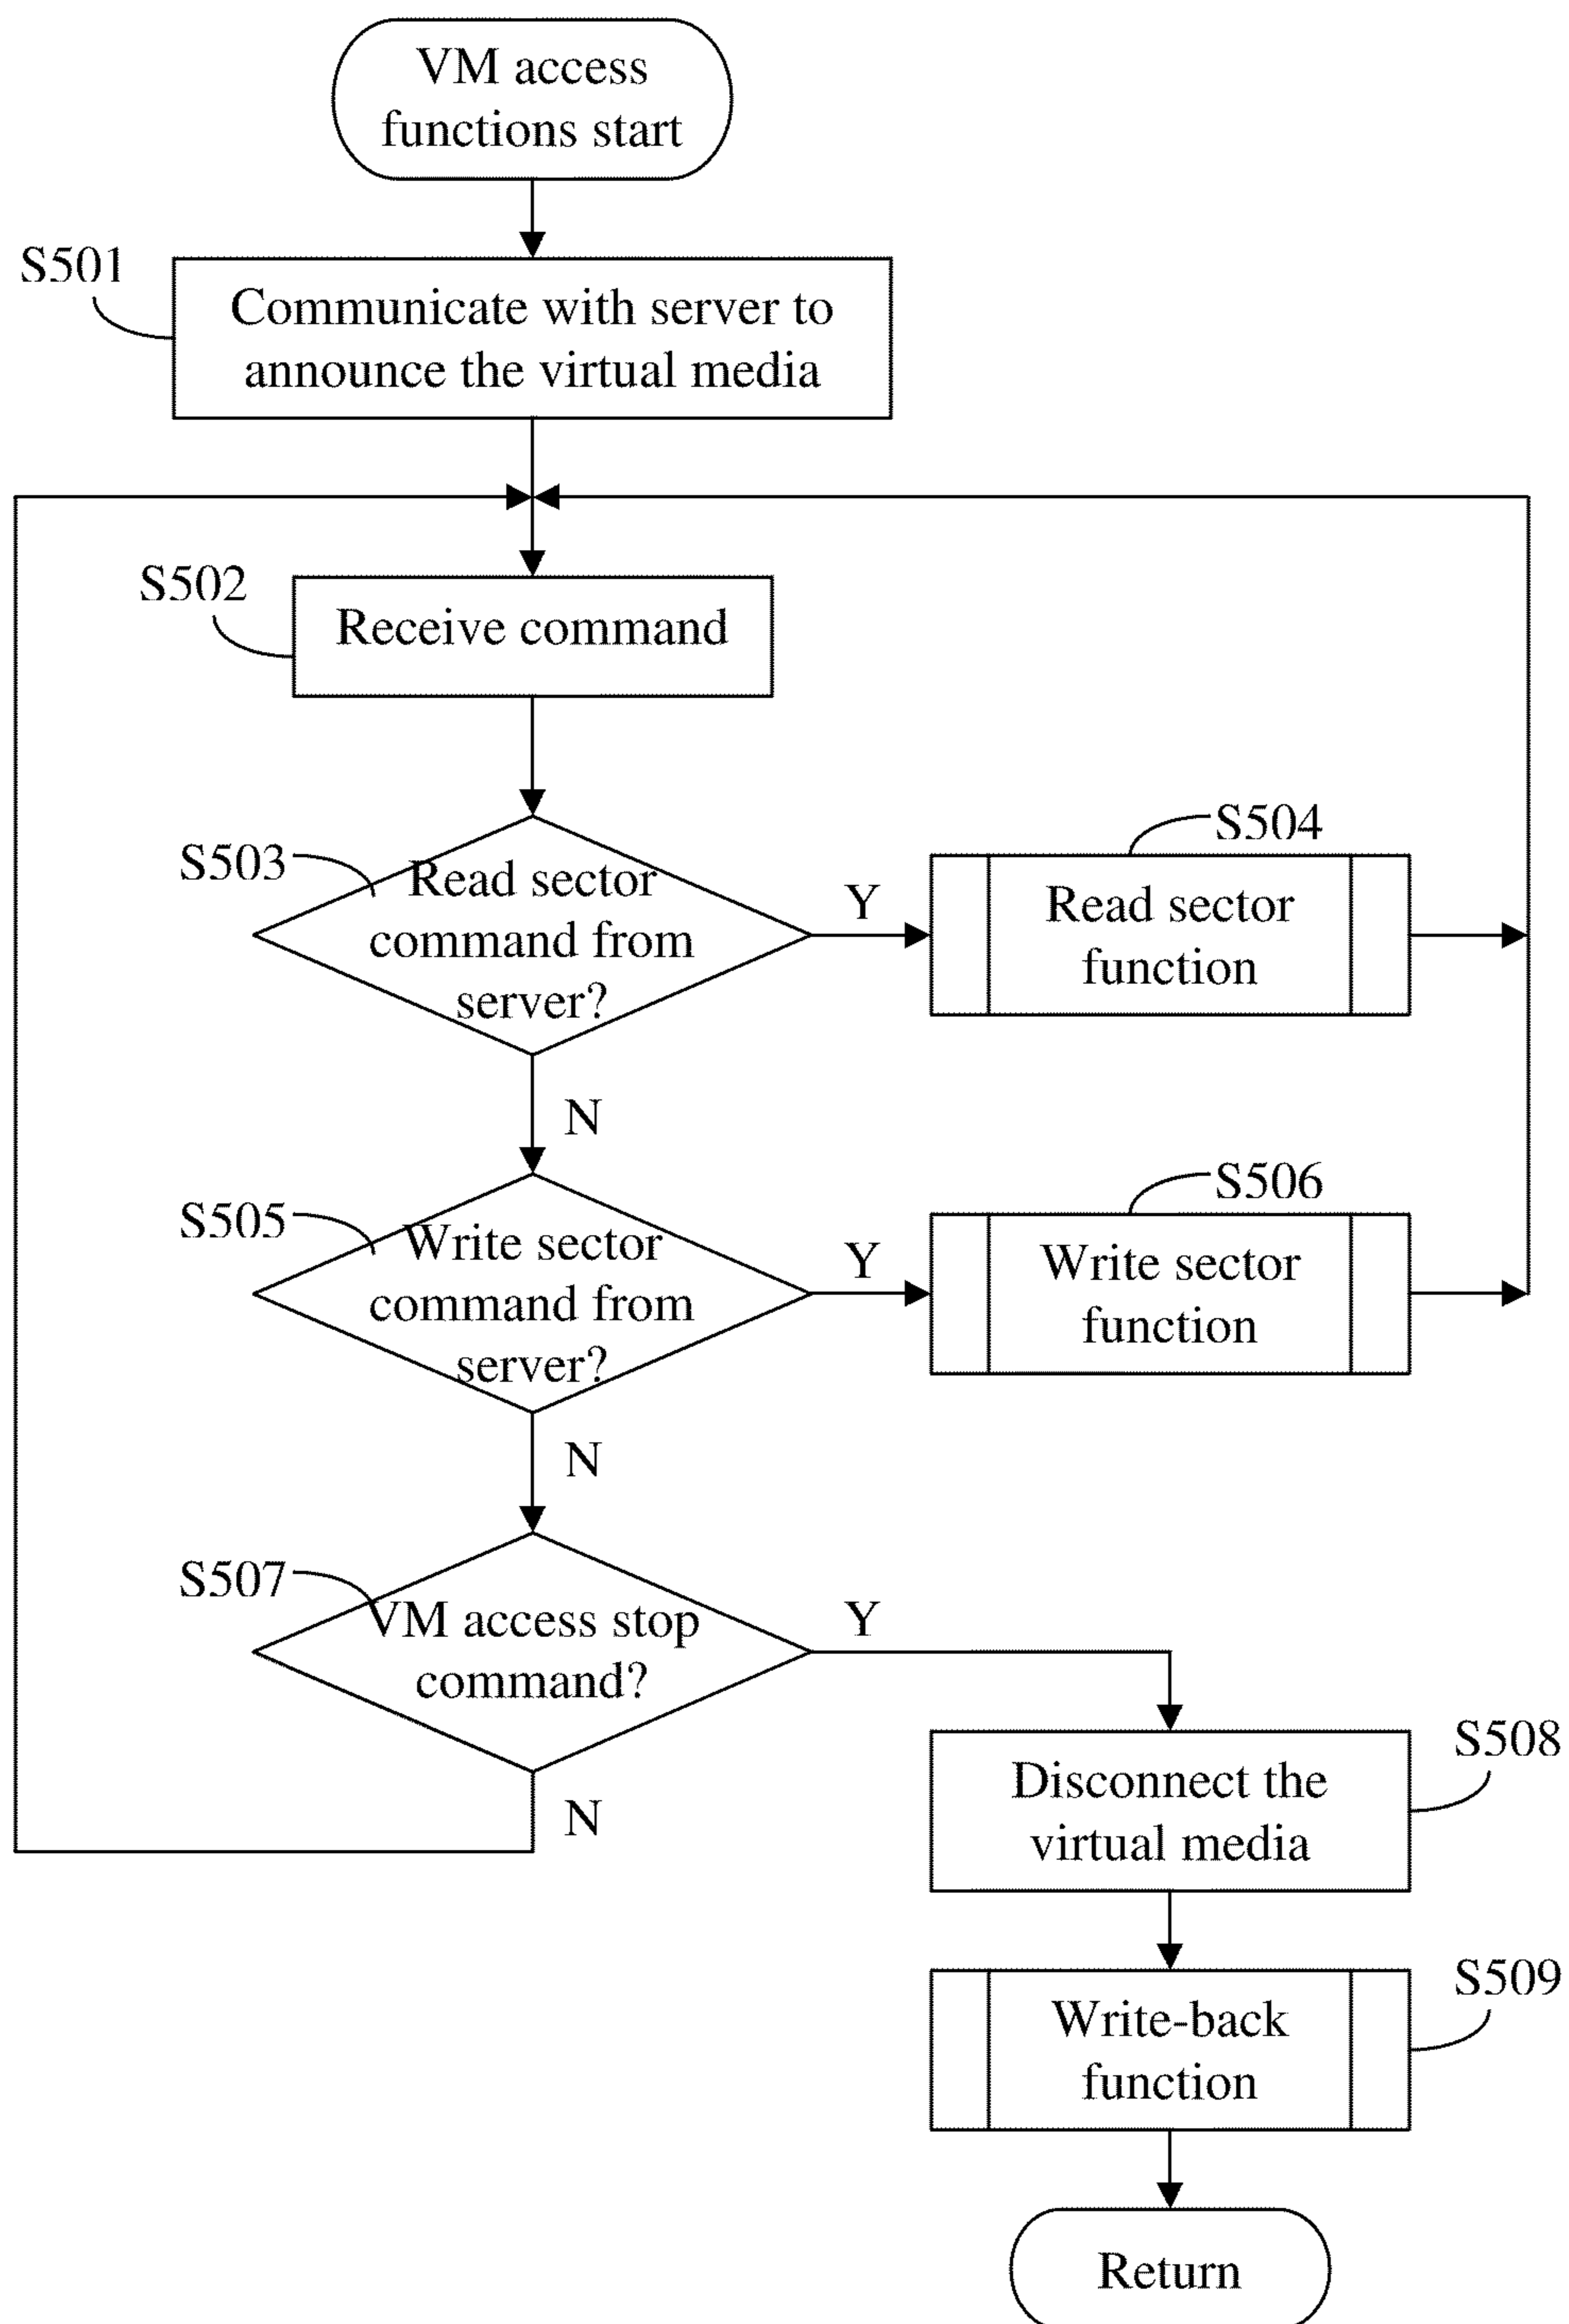 VM access
functions start
S501
Communicate with server to
announce the virtual media
S502
Receive command
S503
Read sector
command from
server?
Y
S504
Read sector
function
N
S505
Write sector
command from
server?
Y
S506
Write sector
function
N
S507
VM access stop
command?
Y
N
S508
Disconnect the
virtual media
S509
Write-back
function
Return